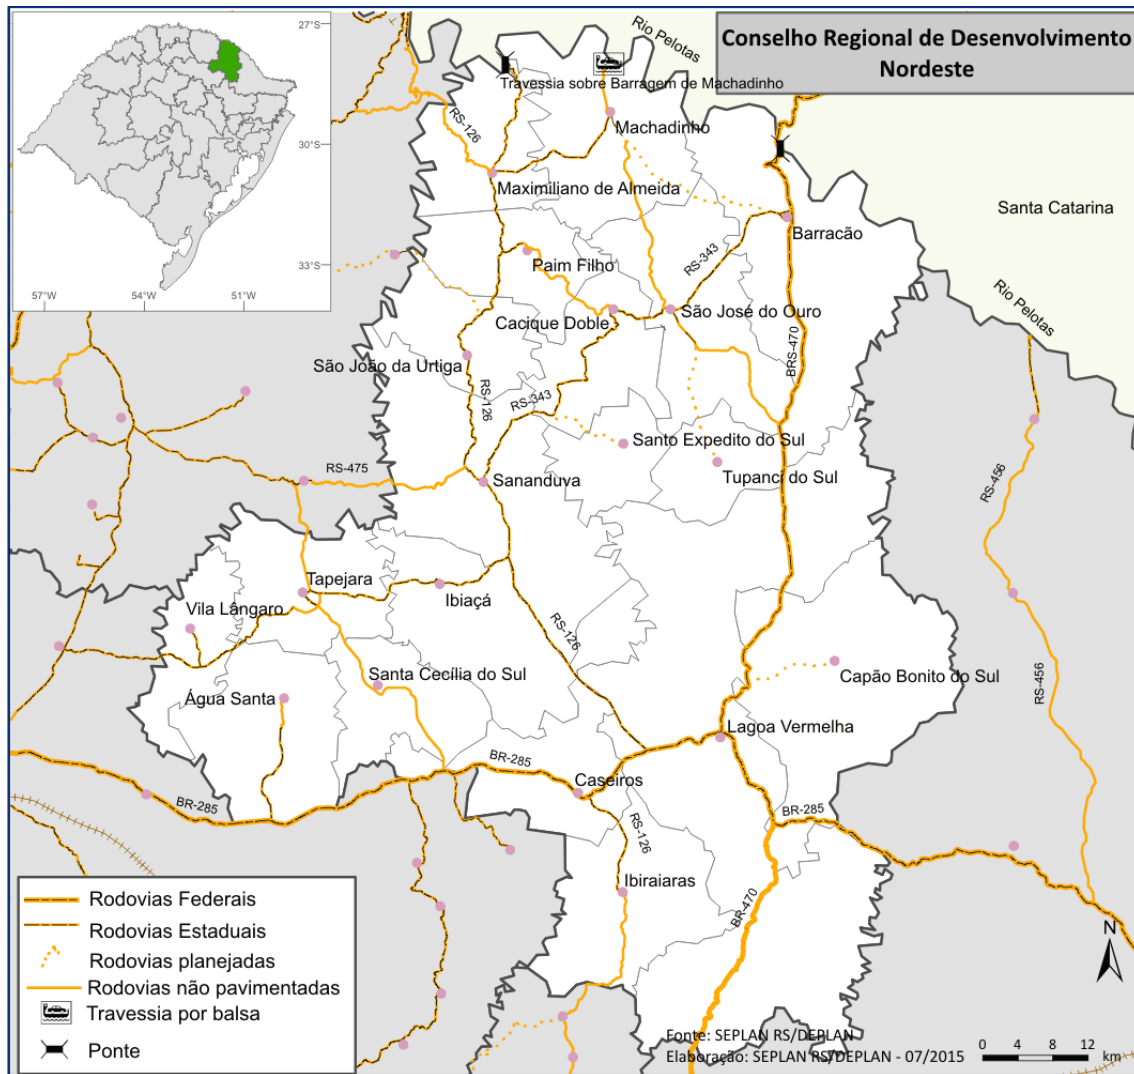 Conselho Regional de Desenvolvimento
Nordeste
27°S
30°S
33°S
57°W
54°W
51°W
Rio Pelotas
Travessia sobre Barragem de Machadinho
Machadinho
RS-126
Maximiliano de Almeida
Santa Catarina
Barracão
RS-343
Paim Filho
Rio Pelotas
Cacique Doble
São José do Ouro
BRS-470
São João da Urtiga
RS-126
RS-343
Santo Expedito do Sul
Tupanci do Sul
RS-475
Sananduva
RS-456
Tapejara
Ibiaçá
Vila Lângaro
RS-126
Santa Cecília do Sul
Capão Bonito do Sul
RS-456
Água Santa
Lagoa Vermelha
BR-285
Caseiros
BR-285
BR-285
RS-126
Ibiraiaras
BR-470
Rodovias Federais
Rodovias Estaduais
Rodovias planejadas
Rodovias não pavimentadas
Travessia por balsa
Ponte
N
Fonte: SEPLAN RS/DEPLAN
Elaboração: SEPLAN RS/DEPLAN - 07/2015
0 4 8 12
km